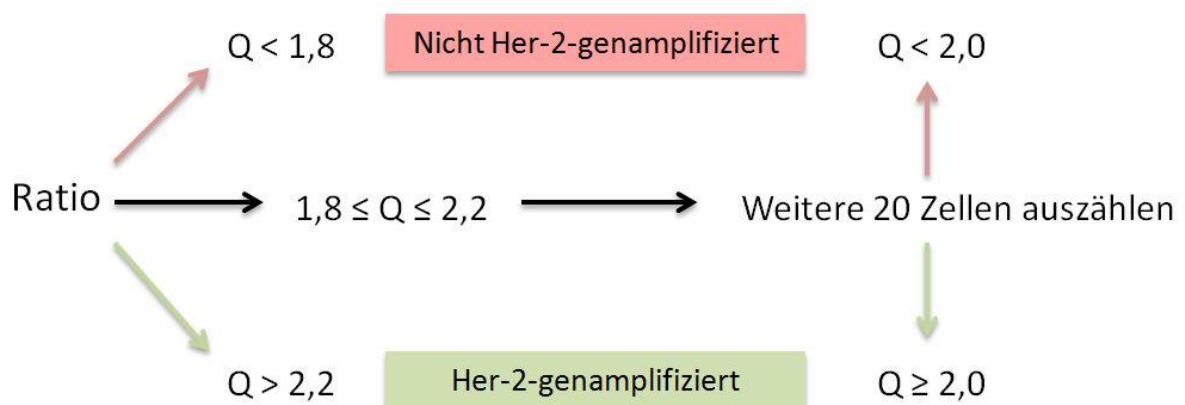 Q < 1,8 Nicht Her-2-genamplifiziert Q < 2,0
Ratio 1,8 ≤ Q ≤ 2,2 Weitere 20 Zellen auszählen
Q > 2,2 Her-2-genamplifiziert Q ≥ 2,0